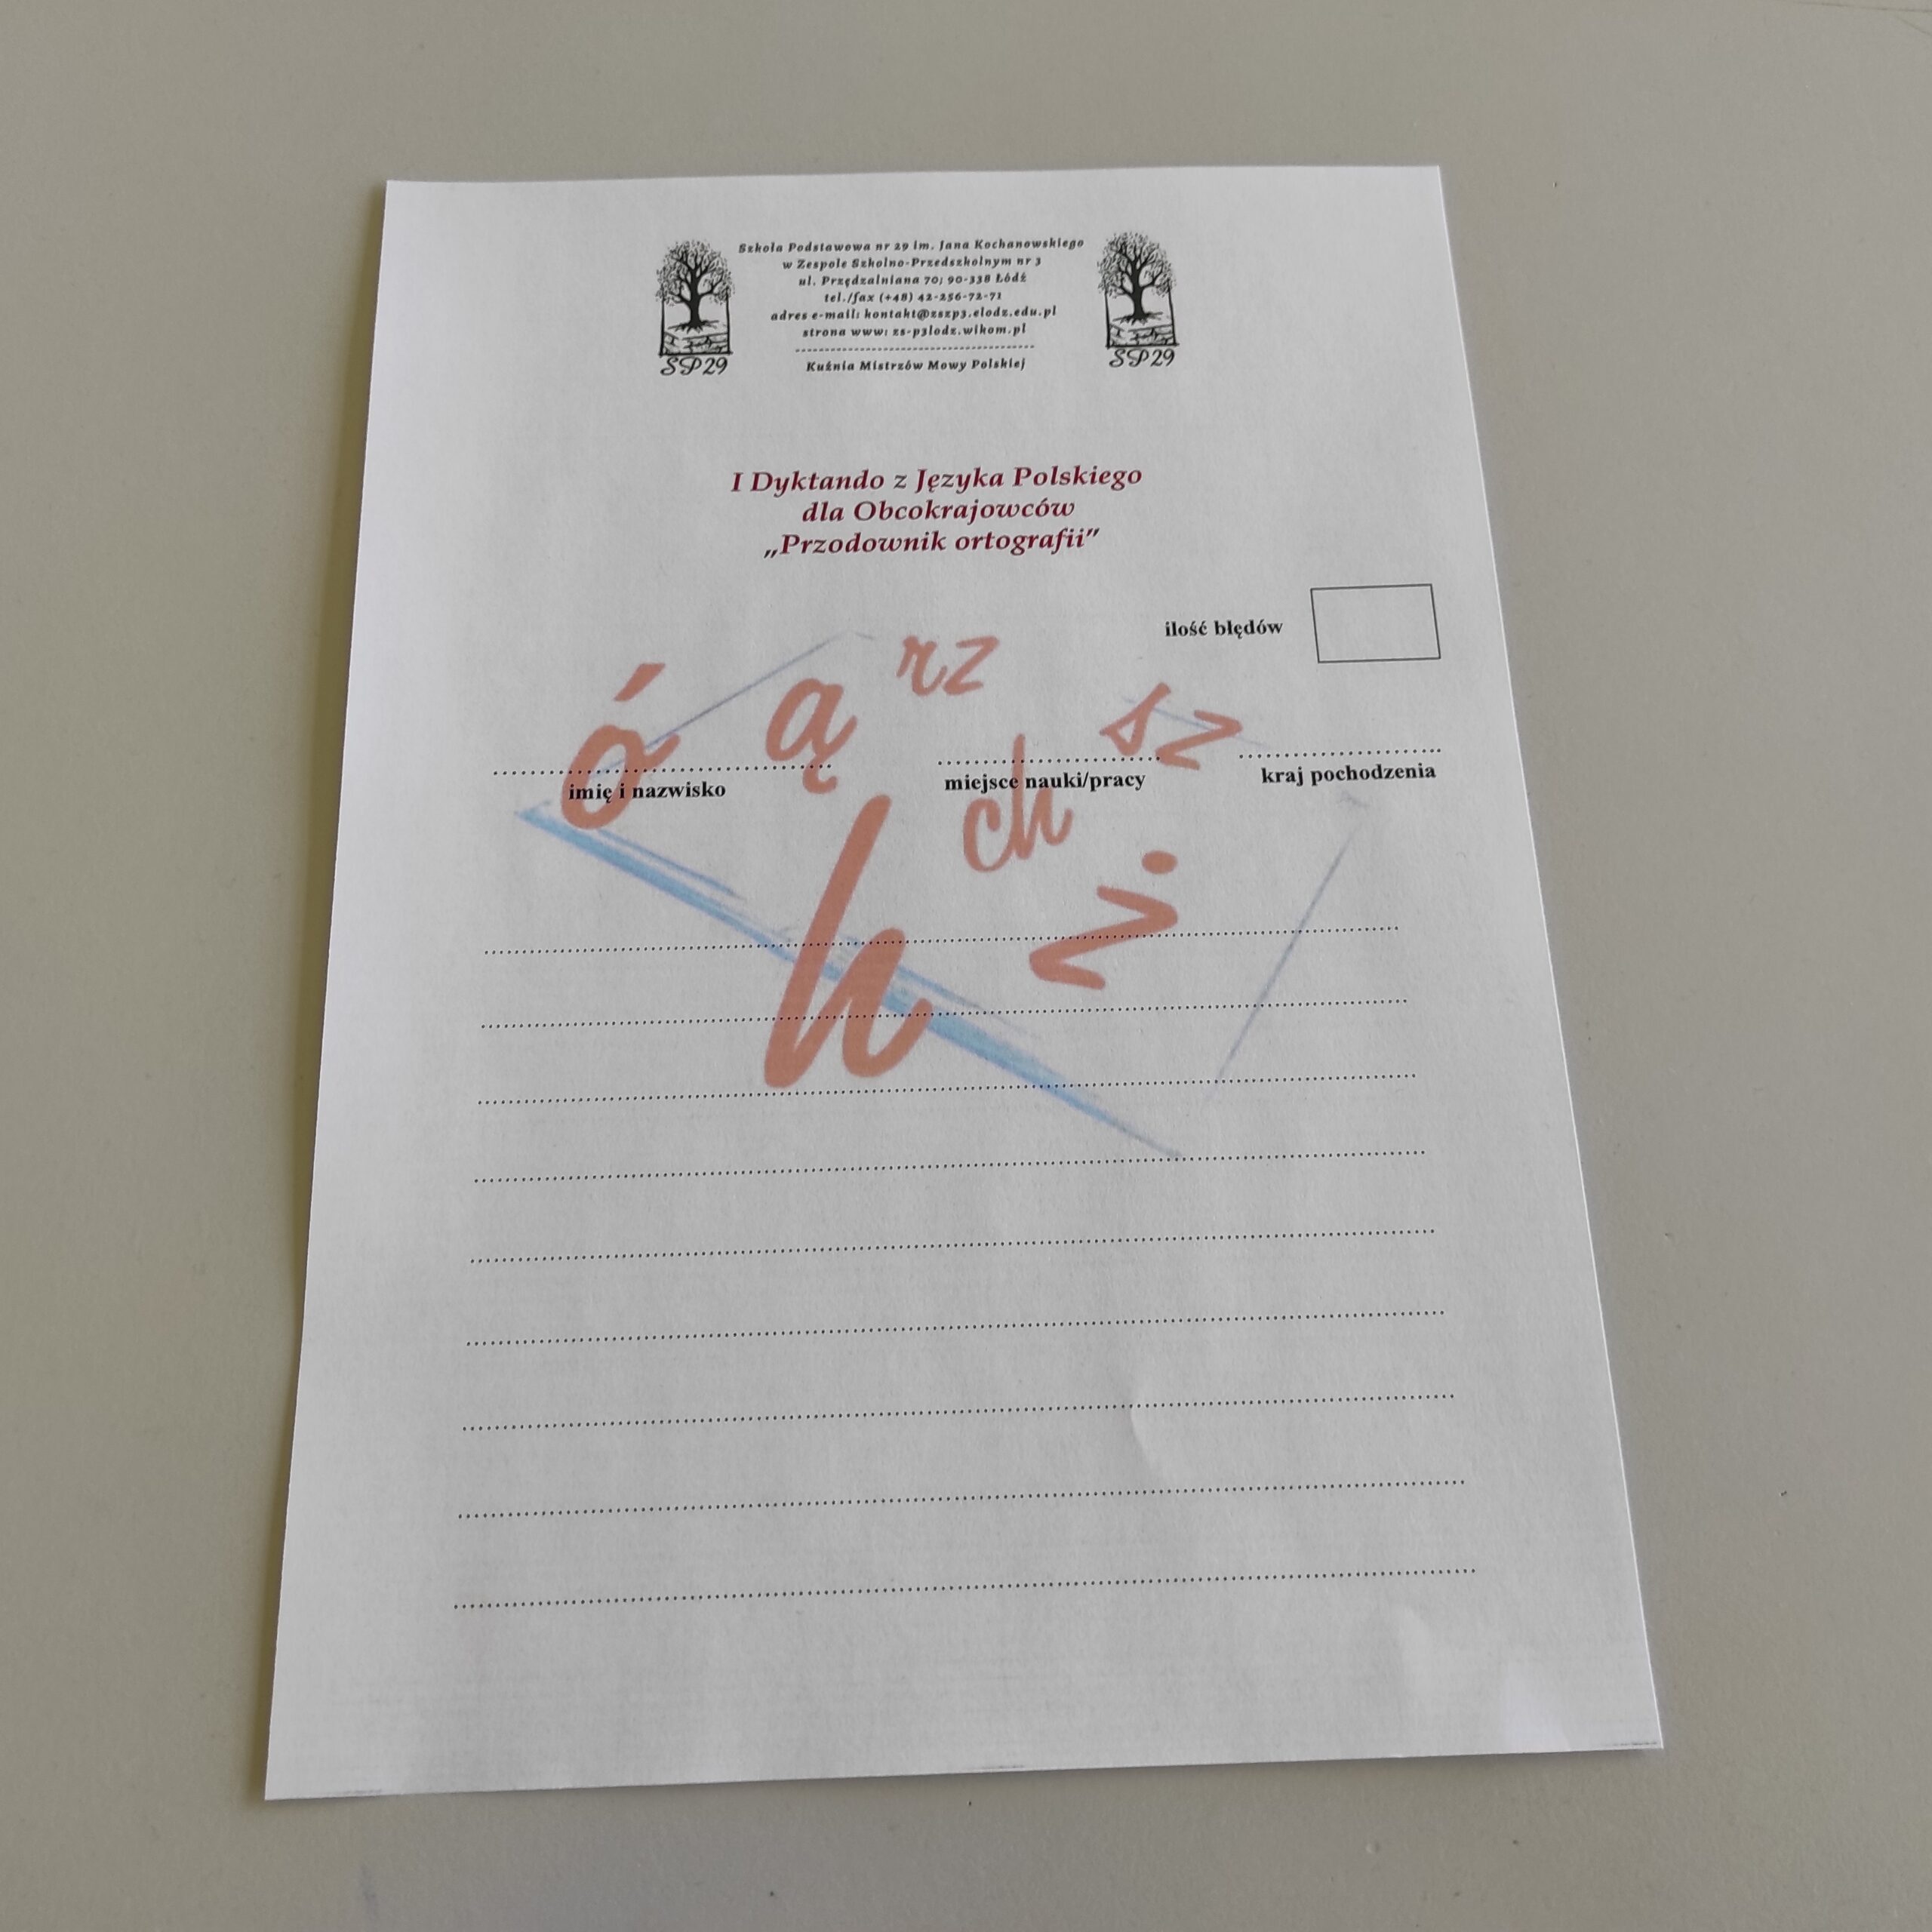 Szkoła Podstawowa nr 29 im. Jana Kochanowskiego
w Zespole Szkolno-Przedszkolnym nr 3
ul. Przędzalniana 70; 90-338 Łódź
tel./fax (+48) 42-256-72-71
adres e-mail: kontakt@zszp3.elodz.edu.pl
strona www: zs-p3lodz.wikom.pl
Kuźnia Mistrzów Mowy Polskiej
SP29
SP29
I Dyktando z Języka Polskiego
dla Obcokrajowców
„Przodownik ortografii”
ilość błędów
ó ą rz sz
imię i nazwisko miejsce nauki/pracy kraj pochodzenia
h ch ż